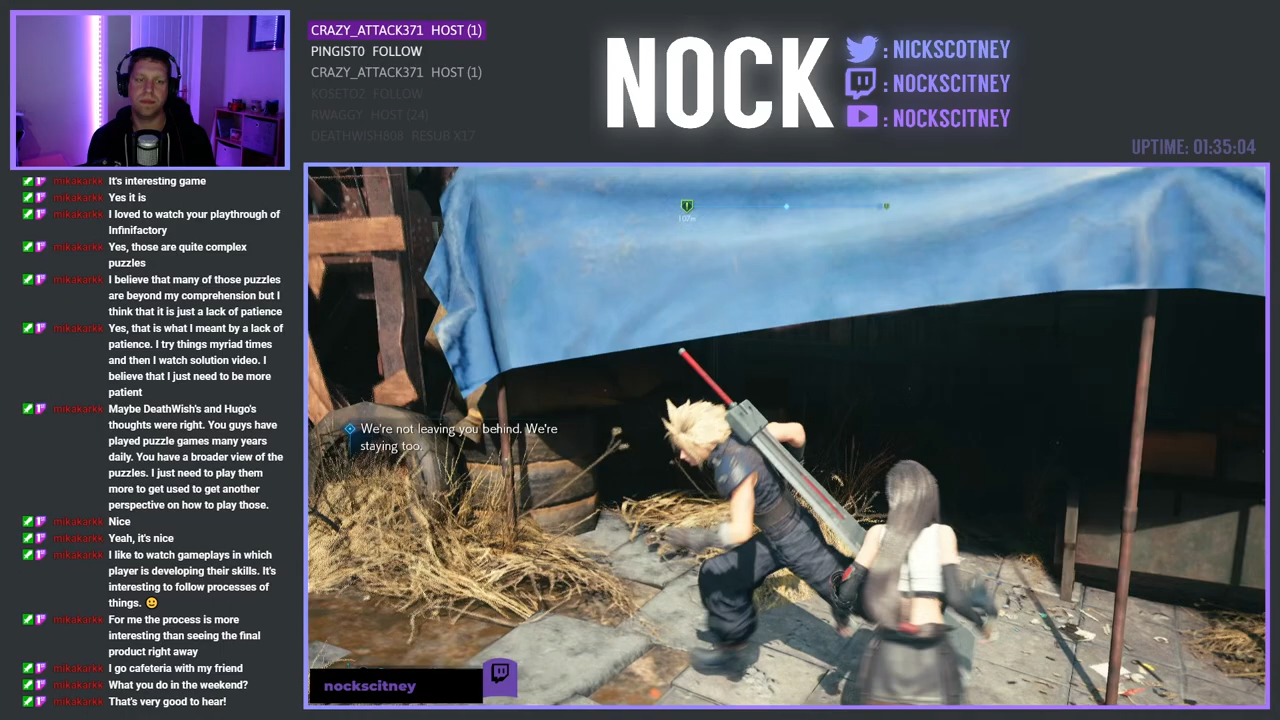 CRAZY_ATTACK371 HOST (1)
PINGIST0 FOLLOW
CRAZY_ATTACK371 HOST (1)
KOSETOZ FOLLOW
RWAGGY HOST (24)
DEATHWISH808 RESUB X17
NOCK
: NICKSCOTNEY
: NOCKSCITNEY
: NOCKSCITNEY
UPTIME: 01:35:04
mikakarkk It's interesting game
mikakarkk Yes it is
mikakarkk I loved to watch your playthrough of
Infinifactory
mikakarkk Yes, those are quite complex
puzzles
mikakarkk I believe that many of those puzzles
are beyond my comprehension but I
think that it is just a lack of patience
mikakarkk Yes, that is what I meant by a lack of
patience. I try things myriad times
and then I watch solution video. I
believe that I just need to be more
patient
mikakarkk Maybe DeathWish's and Hugo's
thoughts were right. You guys have
played puzzle games many years
daily. You have a broader view of the
puzzles. I just need to play them
more to get used to get another
perspective on how to play those.
mikakarkk Nice
mikakarkk Yeah, it's nice
mikakarkk I like to watch gameplays in which
player is developing their skills. It's
interesting to follow processes of
things. 😀
mikakarkk For me the process is more
interesting than seeing the final
product right away
mikakarkk I go cafeteria with my friend
mikakarkk What you do in the weekend?
mikakarkk That's very good to hear!
We're not leaving you behind. We're
staying too.
nockscitney